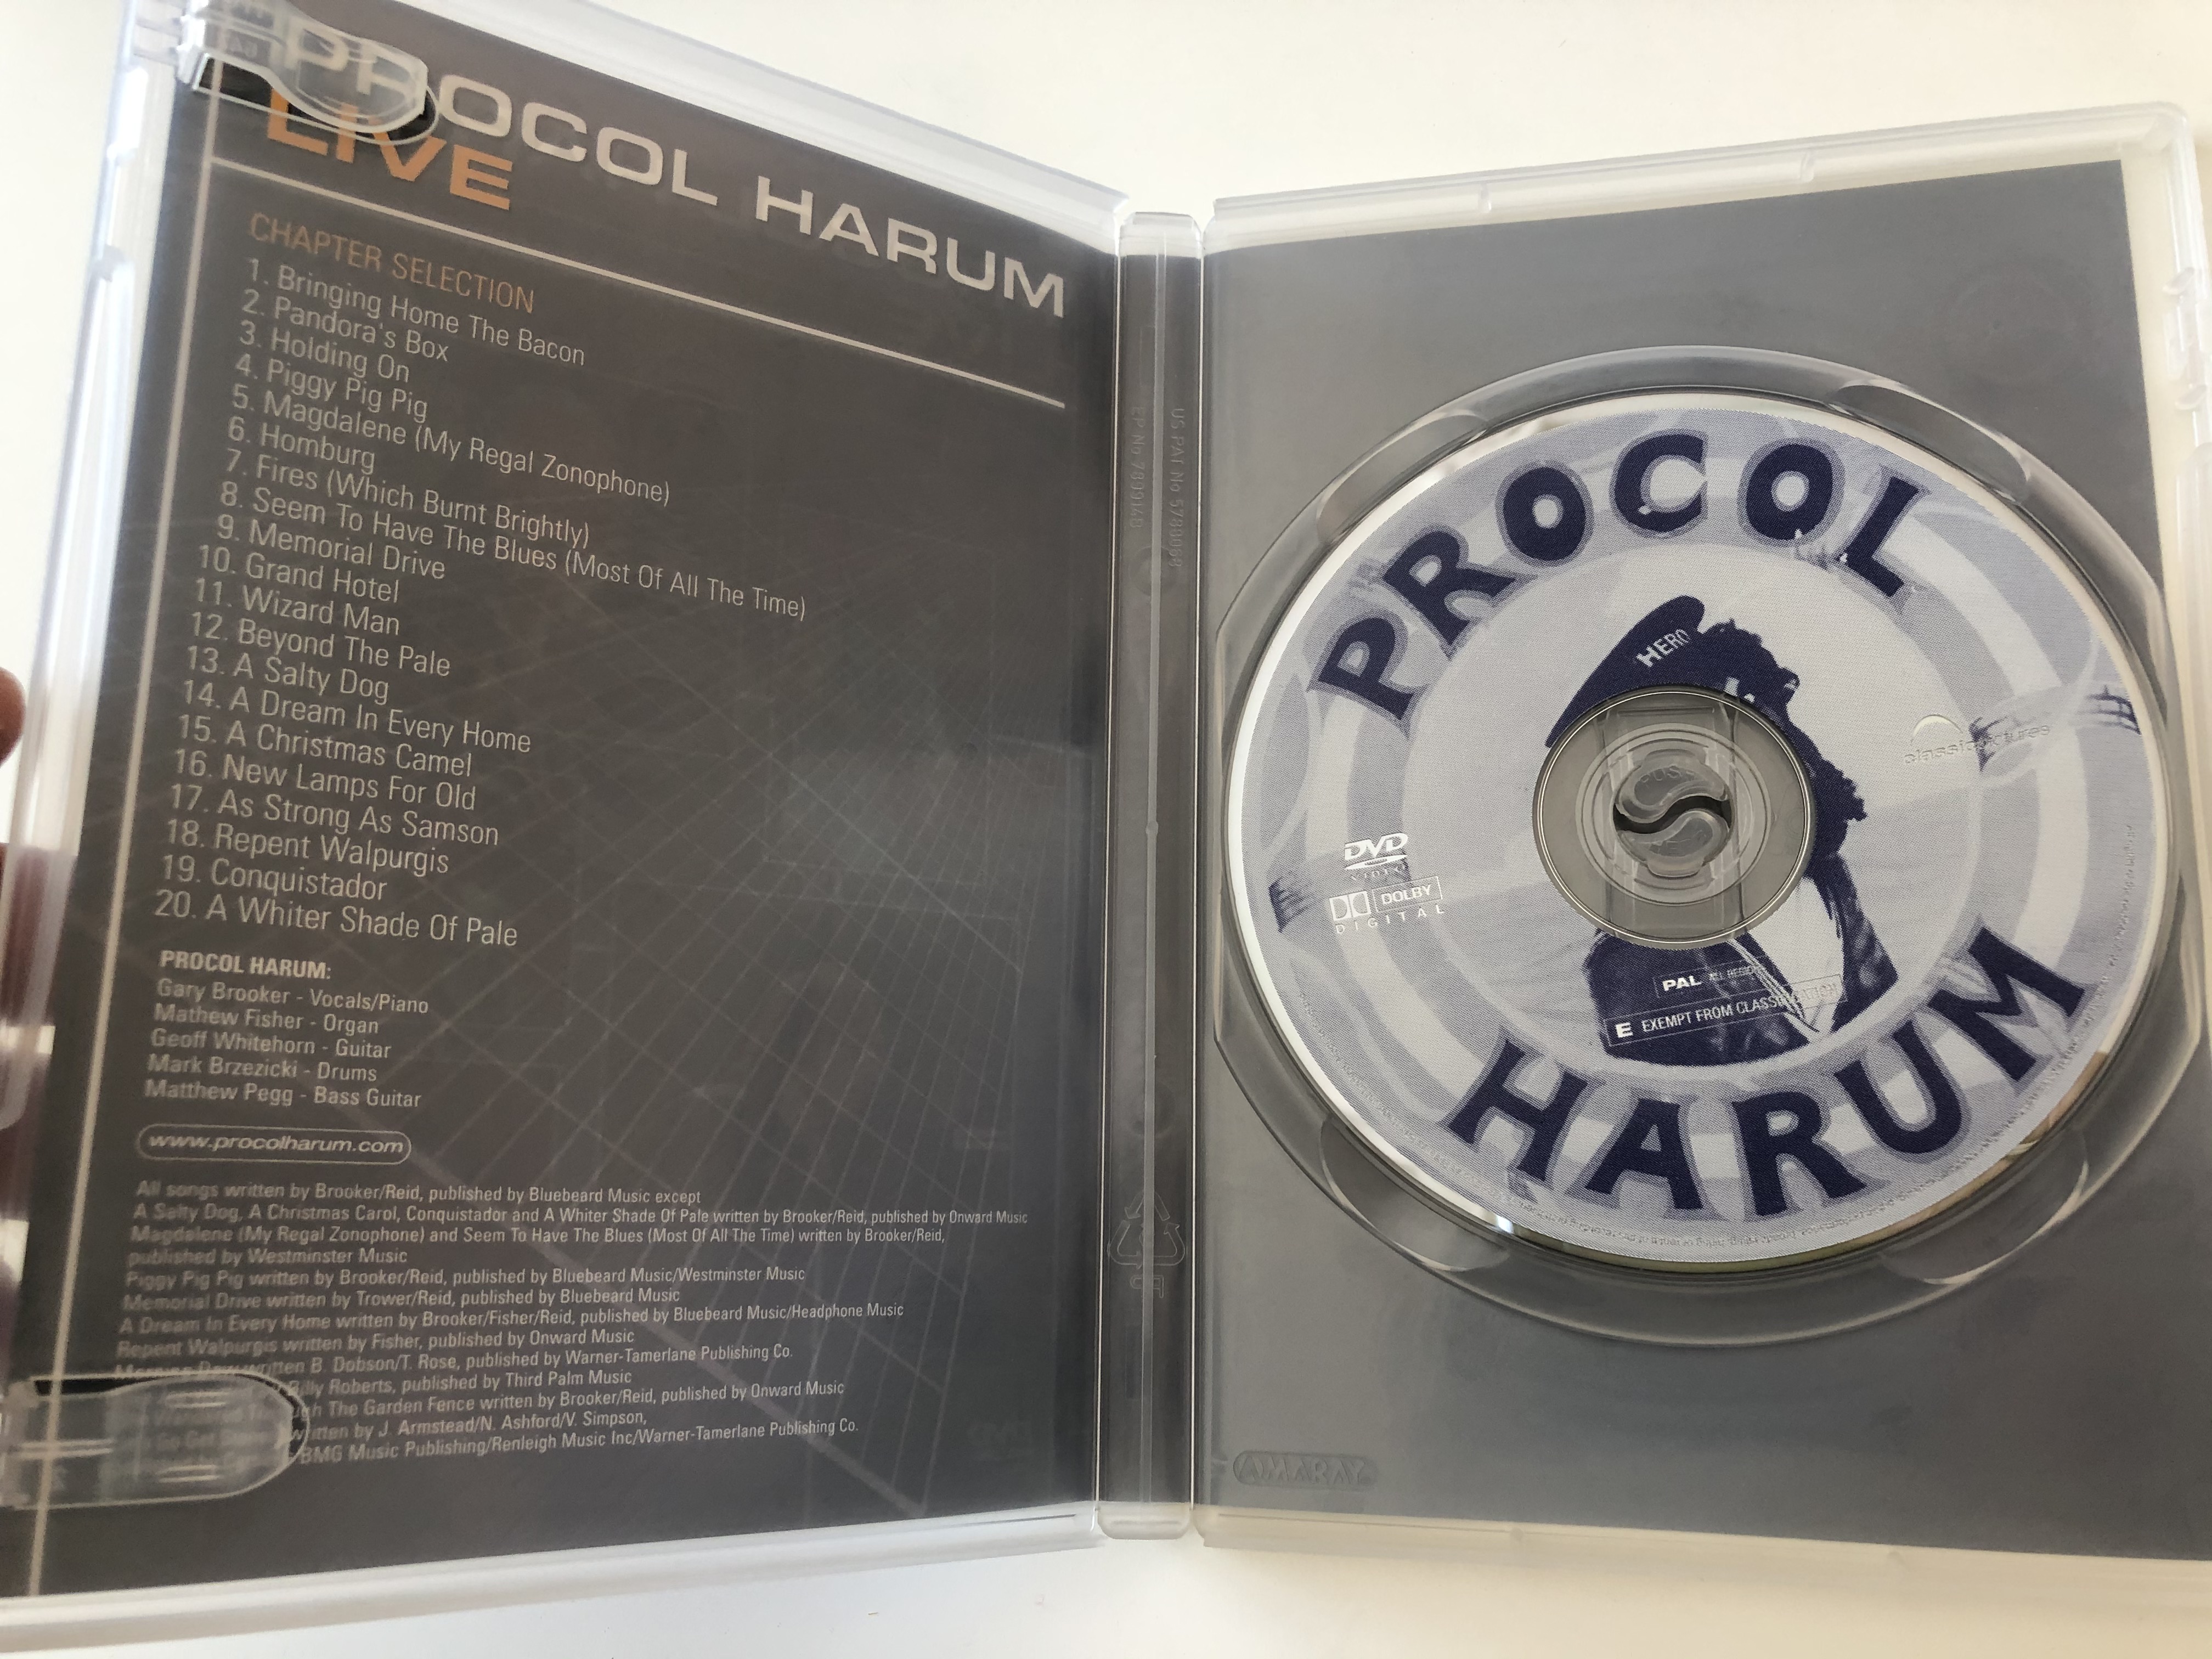 PROCOL HARUM
LIVE
CHAPTER SELECTION
1. Bringing Home The Bacon
2. Pandora's Box
3. Holding On
4. Piggy Pig Pig
5. Magdalene (My Regal Zonophone)
6. Homburg
7. Fires (Which Burnt Brightly)
8. Seem To Have The Blues (Most Of All The Time)
9. Memorial Drive
10. Grand Hotel
11. Wizard Man
12. Beyond The Pale
13. A Salty Dog
14. A Dream In Every Home
15. A Christmas Camel
16. New Lamps For Old
17. As Strong As Samson
18. Repent Walpurgis
19. Conquistador
20. A Whiter Shade Of Pale
PROCOL HARUM:
Gary Brooker - Vocals/Piano
Mathew Fisher - Organ
Geoff Whitehorn - Guitar
Mark Brzezicki - Drums
Matthew Pegg - Bass Guitar
www.procolharum.com
All songs written by Brooker/Reid, published by Bluebeard Music except
A Salty Dog, A Christmas Carol, Conquistador and A Whiter Shade Of Pale written by Brooker/Reid, published by Onward Music
Magdalene (My Regal Zonophone) and Seem To Have The Blues (Most Of All The Time) written by Brooker/Reid,
published by Westminster Music
Piggy Pig Pig written by Brooker/Reid, published by Bluebeard Music/Westminster Music
Memorial Drive written by Trower/Reid, published by Bluebeard Music
A Dream In Every Home written by Brooker/Fisher/Reid, published by Bluebeard Music/Headphone Music
Repent Walpurgis written by Fisher, published by Onward Music
written B. Dobson/T. Rose, published by Warner-Tamerlane Publishing Co.
Billy Roberts, published by Third Palm Music
The Garden Fence written by Brooker/Reid, published by Onward Music
written by J. Armstead/N. Ashford/V. Simpson,
BMG Music Publishing/Renleigh Music Inc/Warner-Tamerlane Publishing Co.
US PAT No
EP No
AMARAY
PROCOL
HERO
classicpictures
DVD
VIDEO
DOLBY
DIGITAL
PUSH
PAL ALL REGIONS
E EXEMPT FROM CLASSIFICATION
HARUM